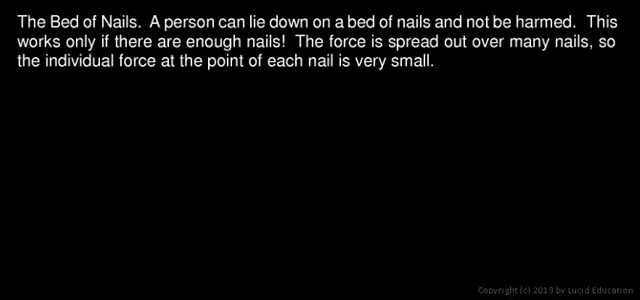 The Bed of Nails.  A person can lie down on a bed of nails and not be harmed.  This
works only if there are enough nails!  The force is spread out over many nails, so
the individual force at the point of each nail is very small.
Copyright (c) 2013 by Lucid Education